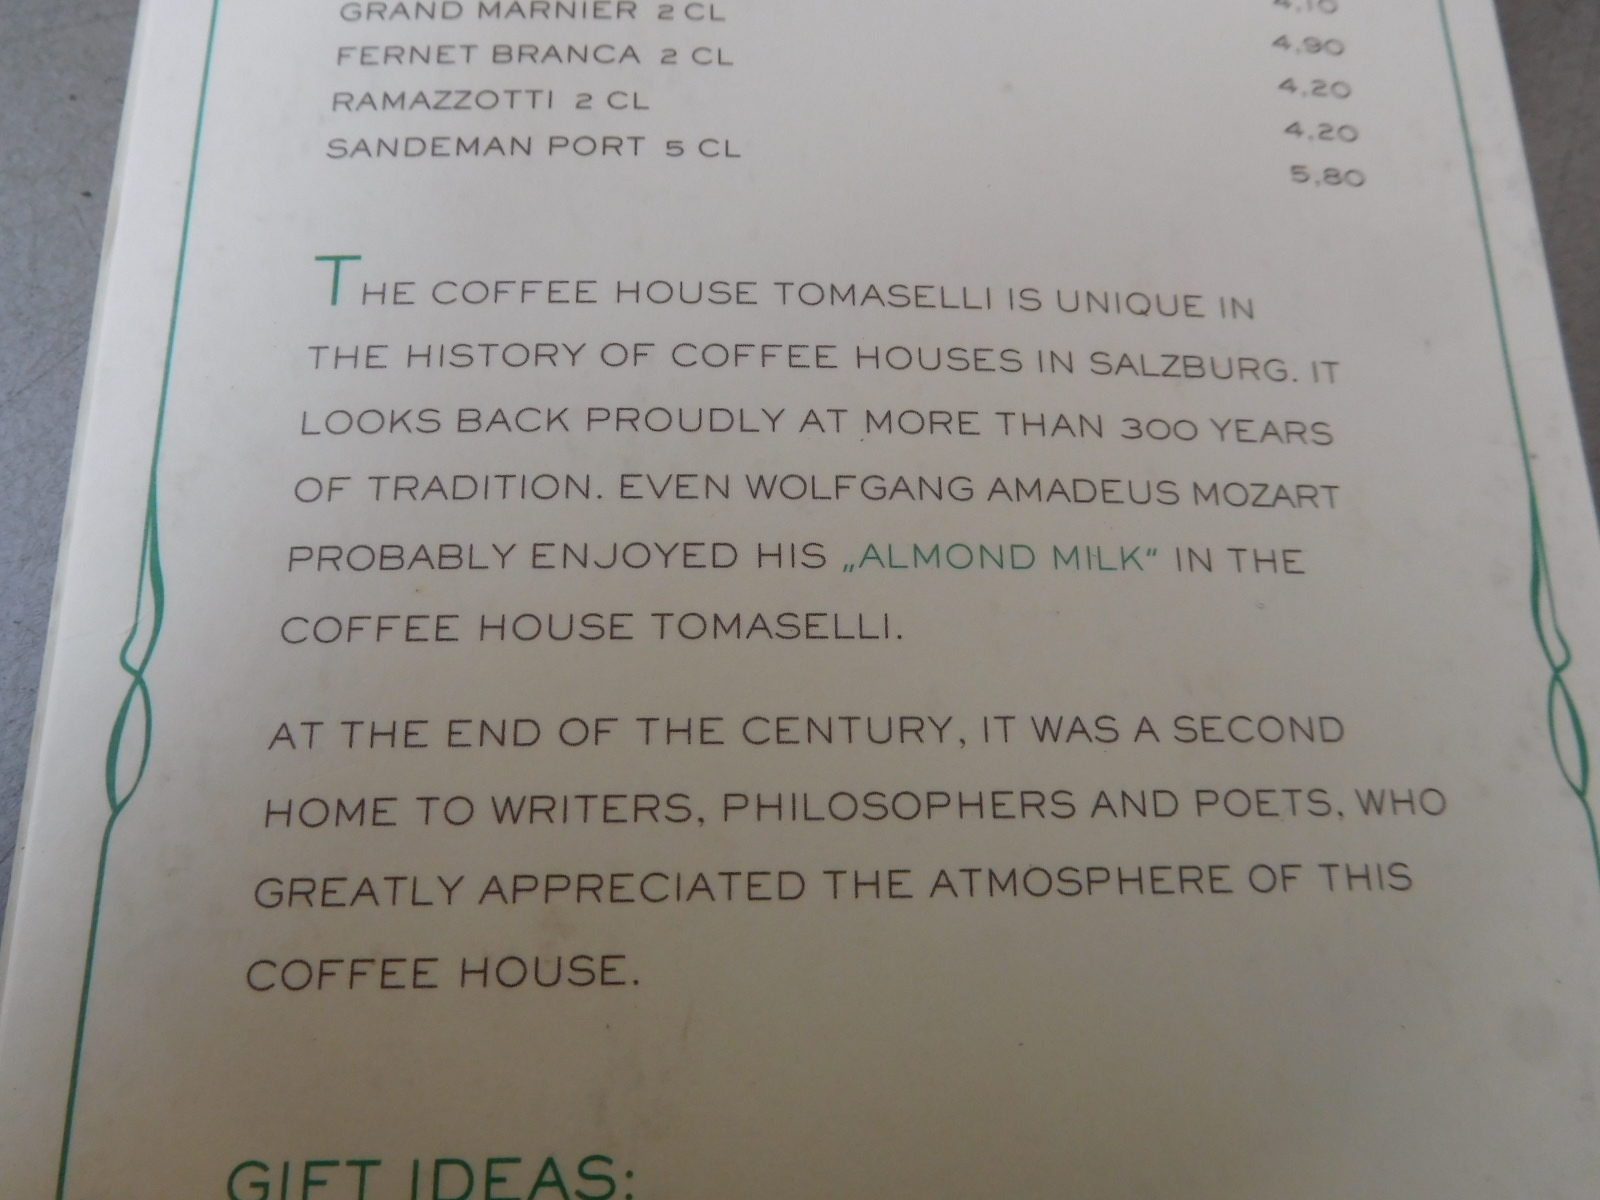 4,10
GRAND MARNIER 2 CL 4,90
FERNET BRANCA 2 CL 4,20
RAMAZZOTTI 2 CL 4,20
SANDEMAN PORT 5 CL 5,80
THE COFFEE HOUSE TOMASELLI IS UNIQUE IN
THE HISTORY OF COFFEE HOUSES IN SALZBURG. IT
LOOKS BACK PROUDLY AT MORE THAN 300 YEARS
OF TRADITION. EVEN WOLFGANG AMADEUS MOZART
PROBABLY ENJOYED HIS „ALMOND MILK“ IN THE
COFFEE HOUSE TOMASELLI.
AT THE END OF THE CENTURY, IT WAS A SECOND
HOME TO WRITERS, PHILOSOPHERS AND POETS, WHO
GREATLY APPRECIATED THE ATMOSPHERE OF THIS
COFFEE HOUSE.
GIFT IDEAS: